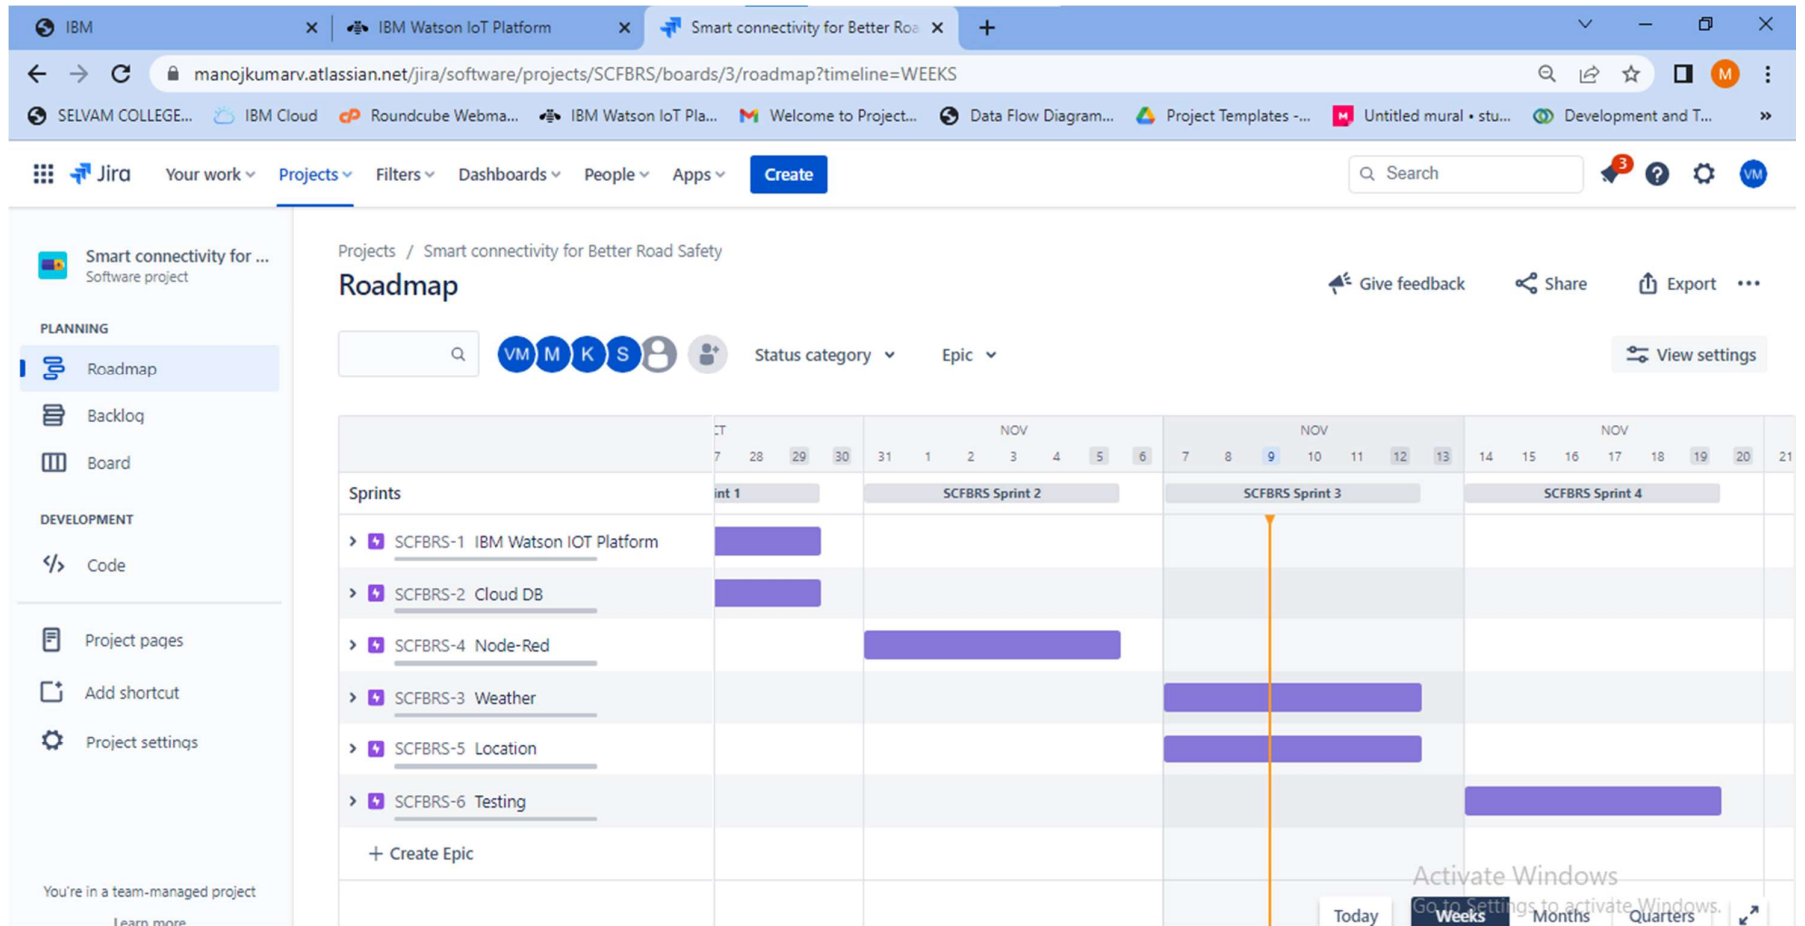 IBM
IBM Watson IoT Platform
Smart connectivity for Better Roa
manojkumarv.atlassian.net/jira/software/projects/SCFBRS/boards/3/roadmap?timeline=WEEKS
M
SELVAM COLLEGE... IBM Cloud Roundcube Webma... IBM Watson IoT Pla... Welcome to Project... Data Flow Diagram... Project Templates -... Untitled mural • stu... Development and T... »
Jira Your work Projects Filters Dashboards People Apps Create Search 3 VM
Smart connectivity for ...
Software project
PLANNING
Roadmap
Backlog
Board
DEVELOPMENT
Code
Project pages
Add shortcut
Project settings
You're in a team-managed project
Learn more
Projects / Smart connectivity for Better Road Safety
Roadmap
Give feedback Share Export
VM M K S Status category Epic View settings
CT NOV NOV NOV
7 28 29 30 31 1 2 3 4 5 6 7 8 9 10 11 12 13 14 15 16 17 18 19 20 21
Sprints int 1 SCFBRS Sprint 2 SCFBRS Sprint 3 SCFBRS Sprint 4
SCFBRS-1 IBM Watson IOT Platform
SCFBRS-2 Cloud DB
SCFBRS-4 Node-Red
SCFBRS-3 Weather
SCFBRS-5 Location
SCFBRS-6 Testing
+ Create Epic
Activate Windows
Go to Settings to activate Windows.
Today Weeks Months Quarters